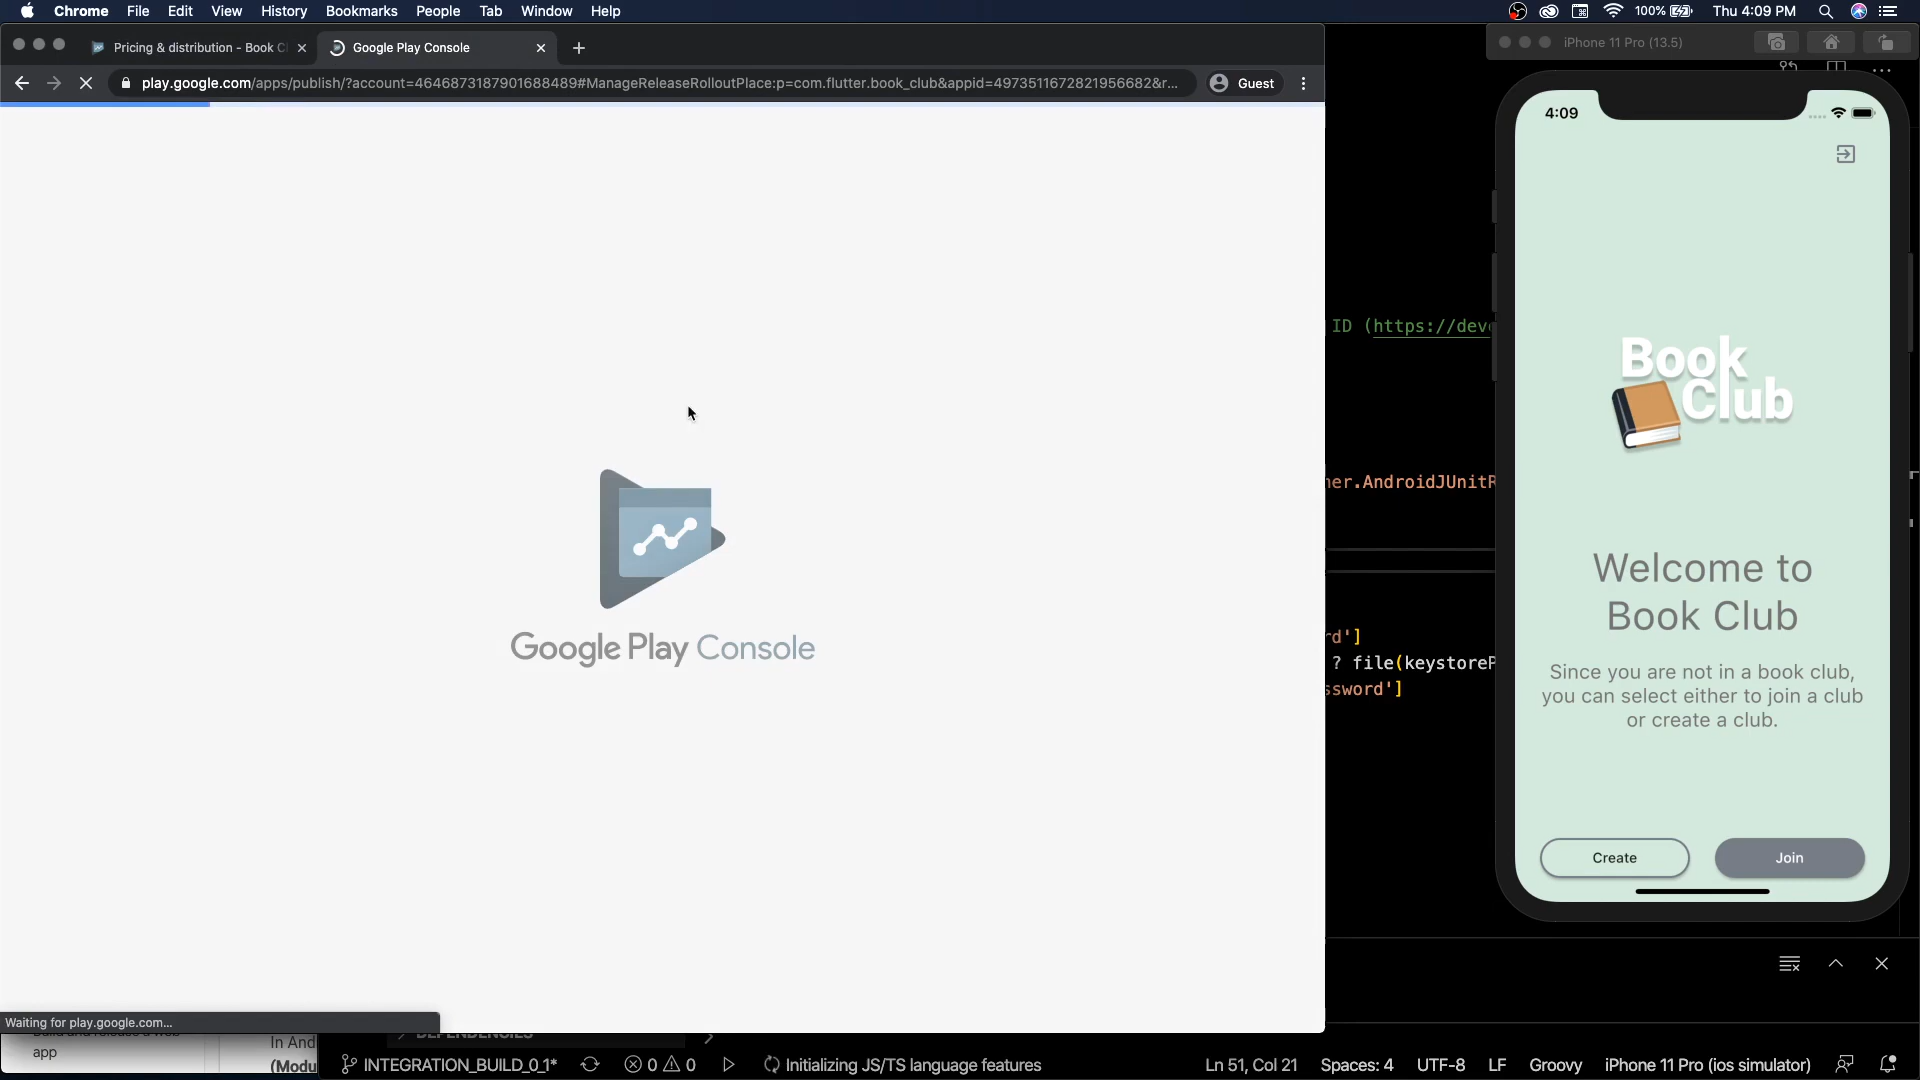 Chrome File Edit View History Bookmarks People Tab Window Help 100% Thu 4:09 PM
Pricing & distribution - Book C
Google Play Console
iPhone 11 Pro (13.5)
play.google.com/apps/publish/?account=4646873187901688489#ManageReleaseRolloutPlace:p=com.flutter.book_club&appid=4973511672821956682&r...
Guest
4:09
ID (https://deve
Book
Club
ner.AndroidJUnitR
Google Play Console
Welcome to
Book Club
rd']
? file(keystoreP
ssword']
Since you are not in a book club,
you can select either to join a club
or create a club.
Create
Join
Waiting for play.google.com...
app
In And
(Modu
DEPENDENCIES
INTEGRATION_BUILD_0_1* 0 0 Initializing JS/TS language features Ln 51, Col 21 Spaces: 4 UTF-8 LF Groovy iPhone 11 Pro (ios simulator)